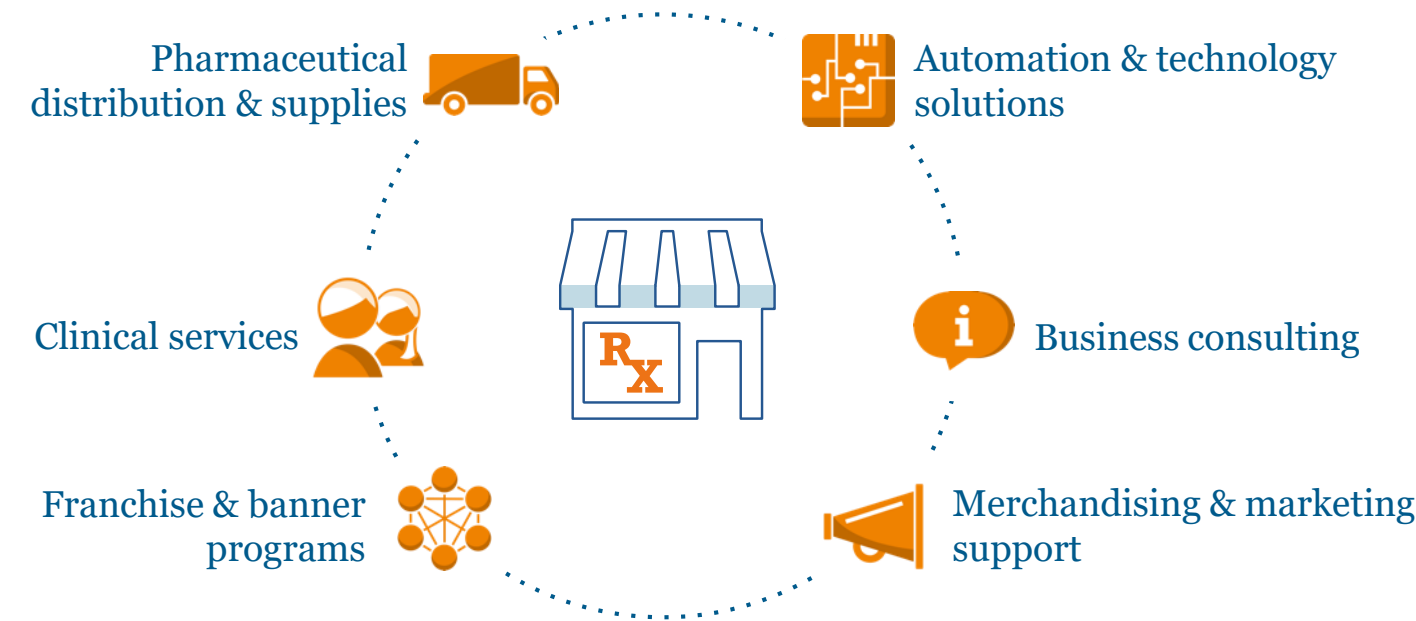 Pharmaceutical
distribution & supplies
Automation & technology
solutions
Clinical services
Rx
i
Business consulting
Franchise & banner
programs
Merchandising & marketing
support